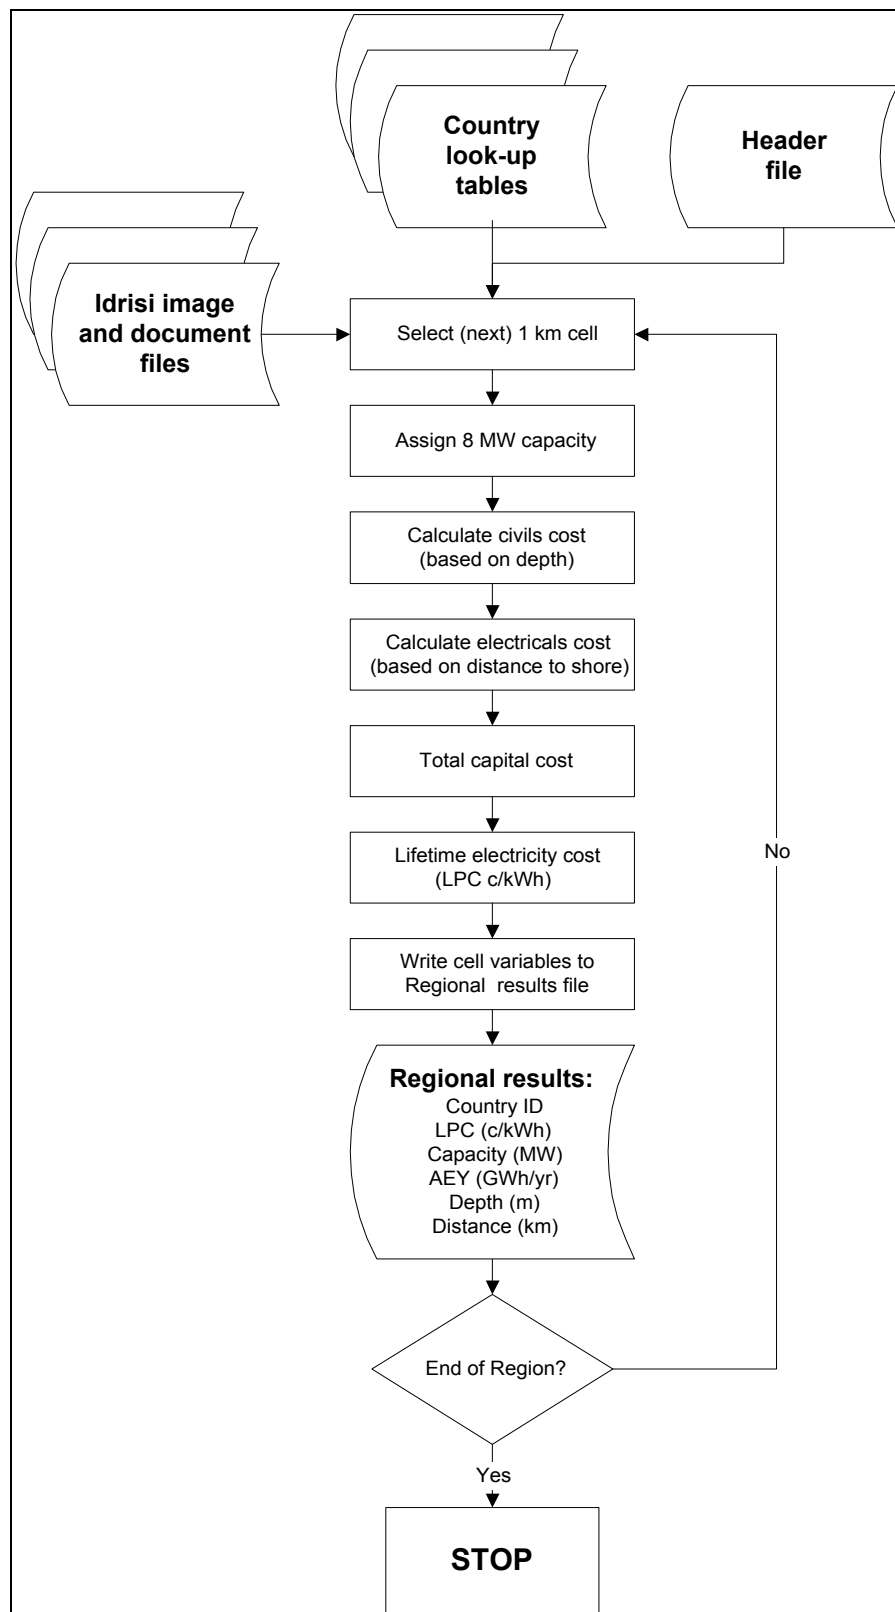 Country
look-up
tables
Header
file
Idrisi image
and document
files
Select (next) 1 km cell
Assign 8 MW capacity
Calculate civils cost
(based on depth)
Calculate electricals cost
(based on distance to shore)
Total capital cost
Lifetime electricity cost
(LPC c/kWh)
No
Write cell variables to
Regional results file
Regional results:
Country ID
LPC (c/kWh)
Capacity (MW)
AEY (GWh/yr)
Depth (m)
Distance (km)
End of Region?
Yes
STOP